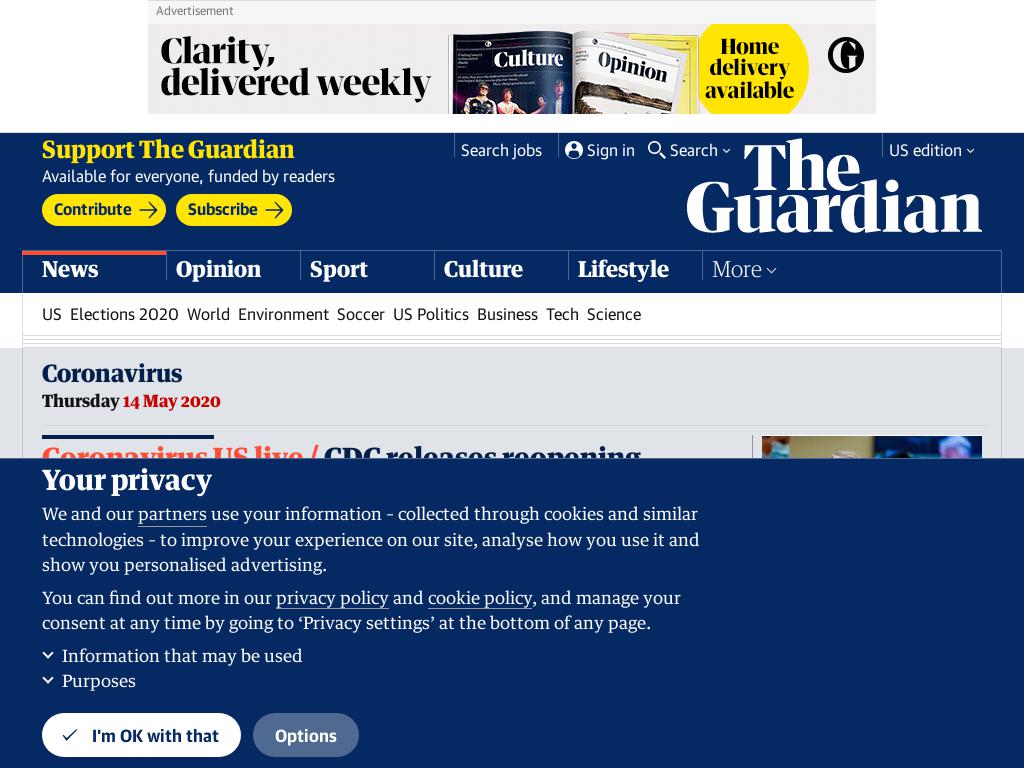 Advertisement
Clarity,
delivered weekly
Culture
Opinion
Home
delivery
available
Support The Guardian
Available for everyone, funded by readers
Contribute
Subscribe
Search jobs
Sign in
Search
US edition
The
Guardian
News
Opinion
Sport
Culture
Lifestyle
More
US Elections 2020 World Environment Soccer US Politics Business Tech Science
Coronavirus
Thursday 14 May 2020
Coronavirus US live / CDC releases reopening
Your privacy
We and our partners use your information – collected through cookies and similar
technologies – to improve your experience on our site, analyse how you use it and
show you personalised advertising.
You can find out more in our privacy policy and cookie policy, and manage your
consent at any time by going to ‘Privacy settings’ at the bottom of any page.
Information that may be used
Purposes
I'm OK with that
Options